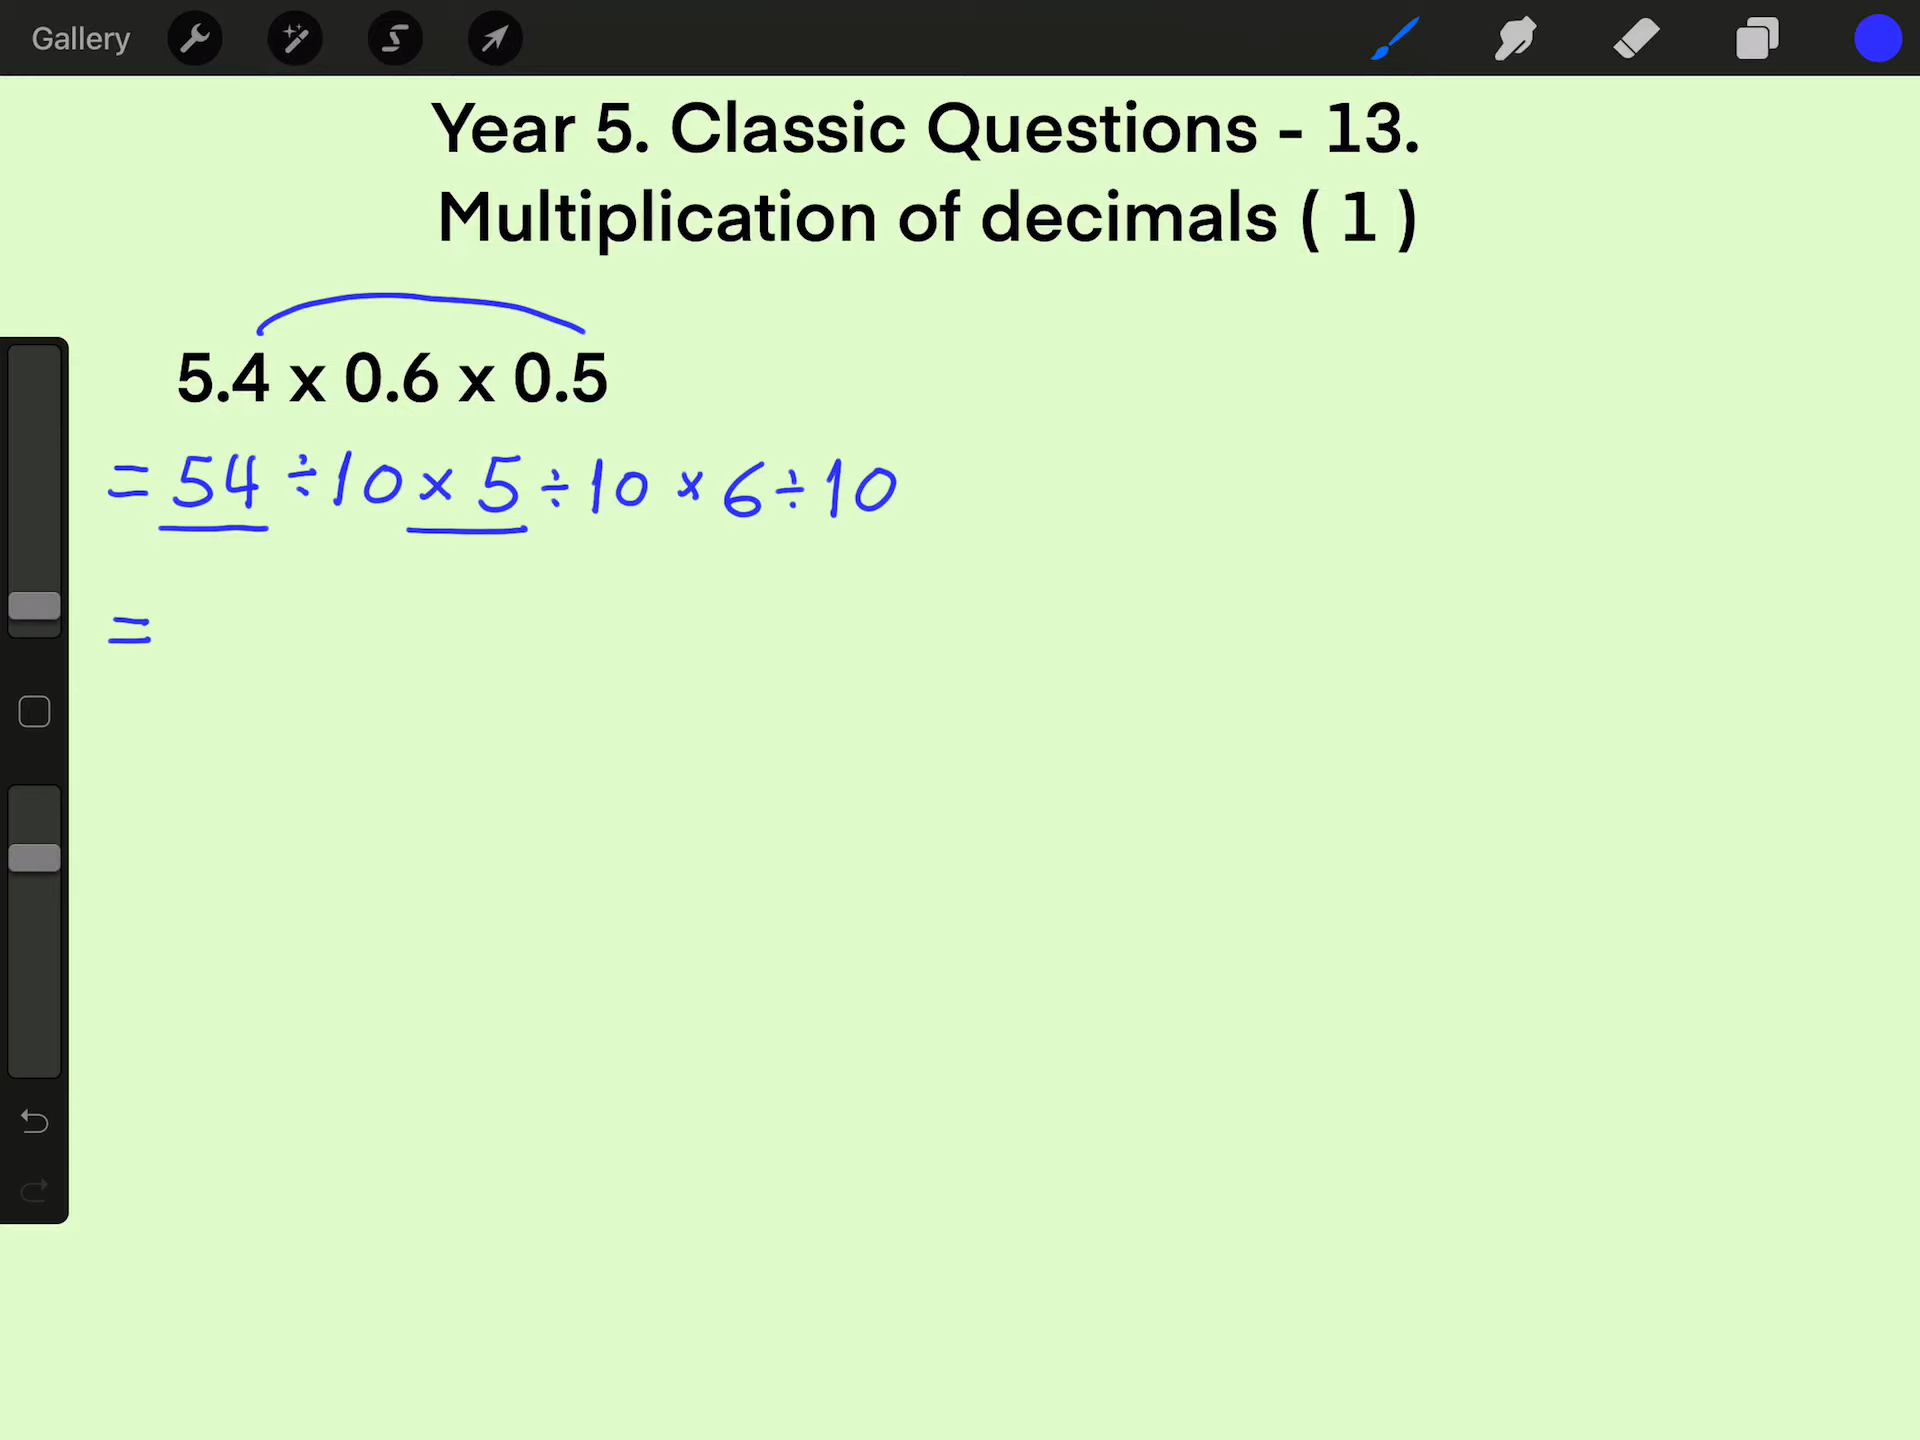 Gallery
Year 5. Classic Questions - 13.
Multiplication of decimals ( 1 )
5.4 x 0.6 x 0.5
= 54 ÷ 10 × 5 ÷ 10 × 6 ÷ 10
=